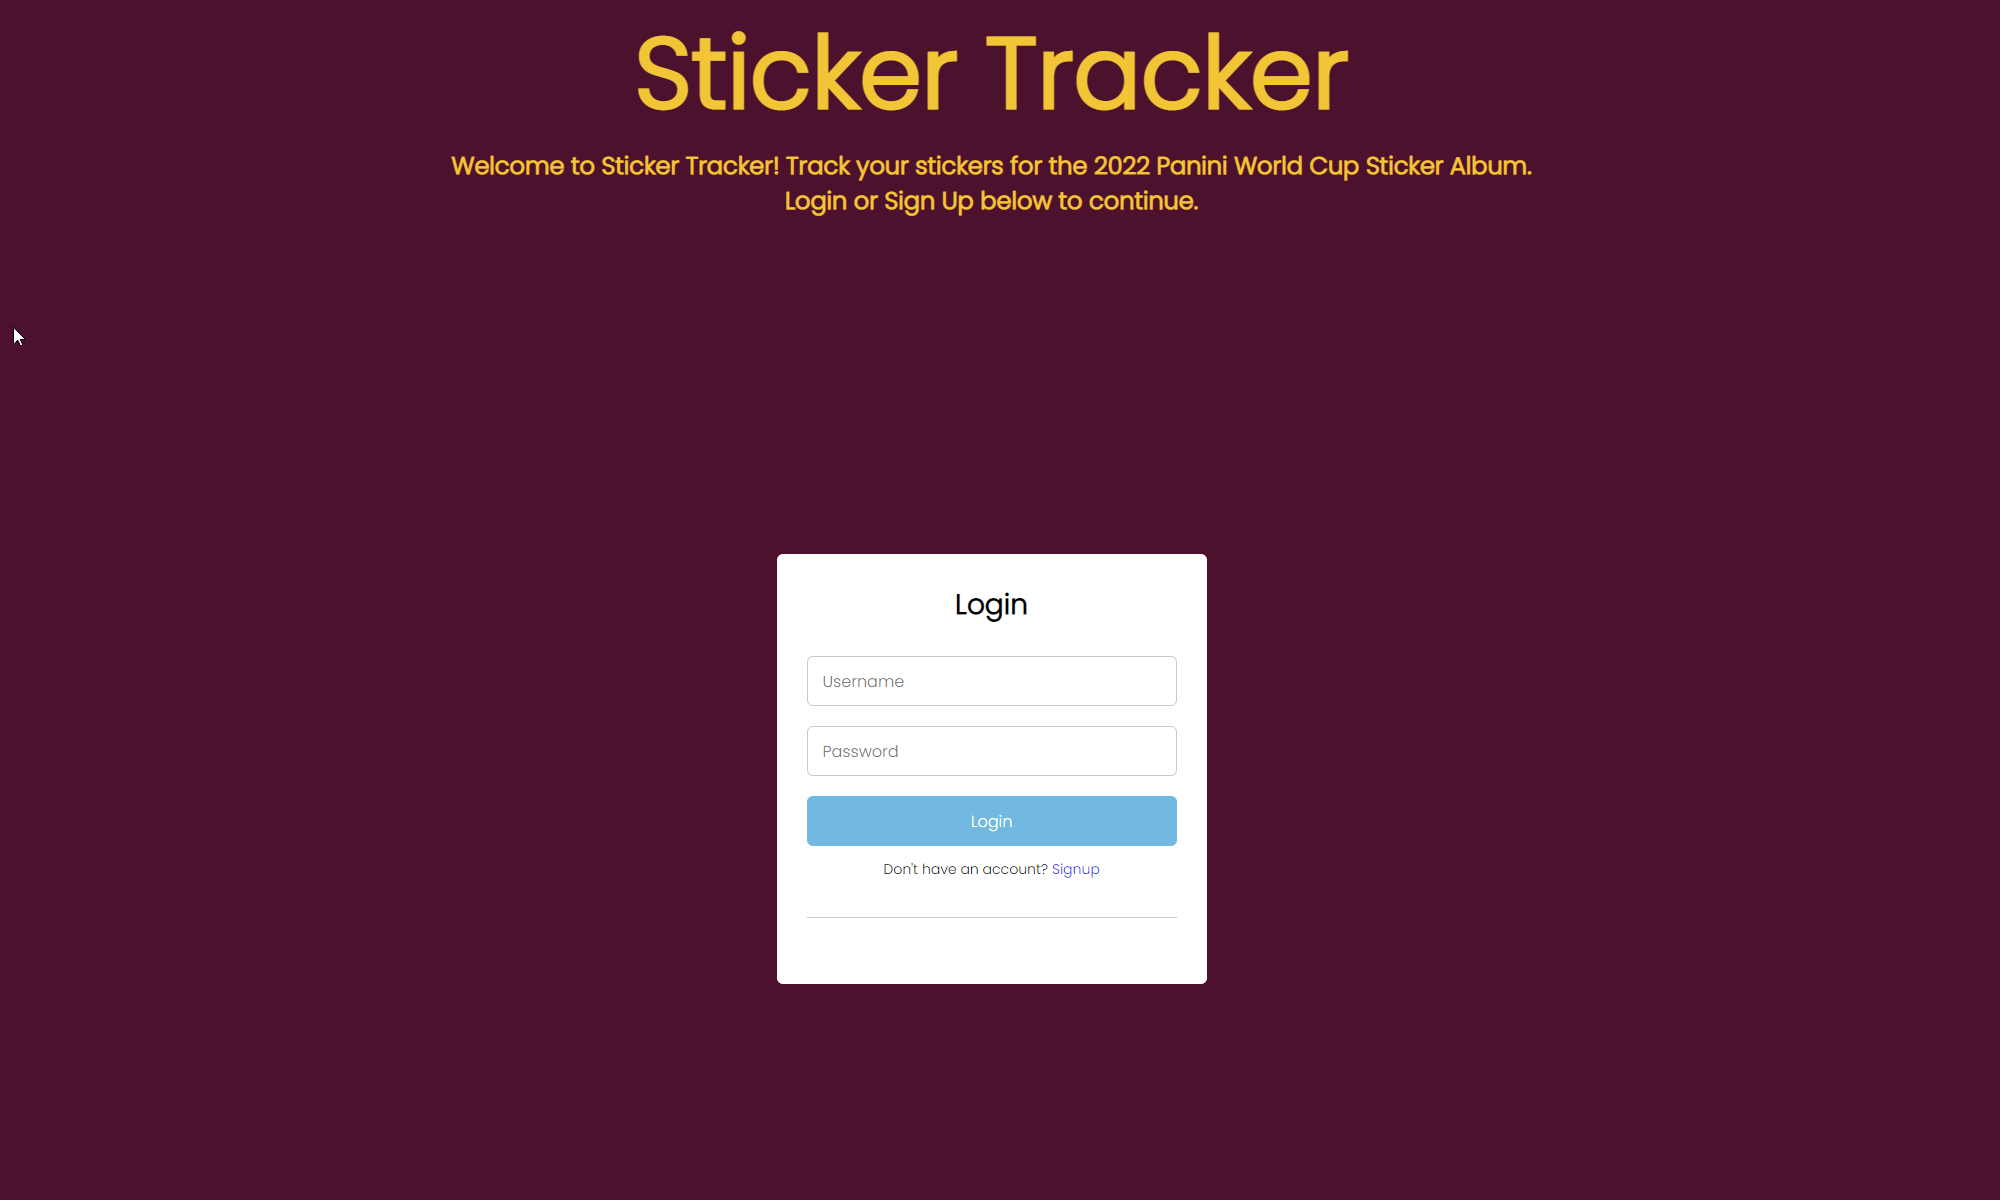 Sticker Tracker
Welcome to Sticker Tracker! Track your stickers for the 2022 Panini World Cup Sticker Album.
Login or Sign Up below to continue.
Login
Username
Password
Login
Don't have an account? Signup